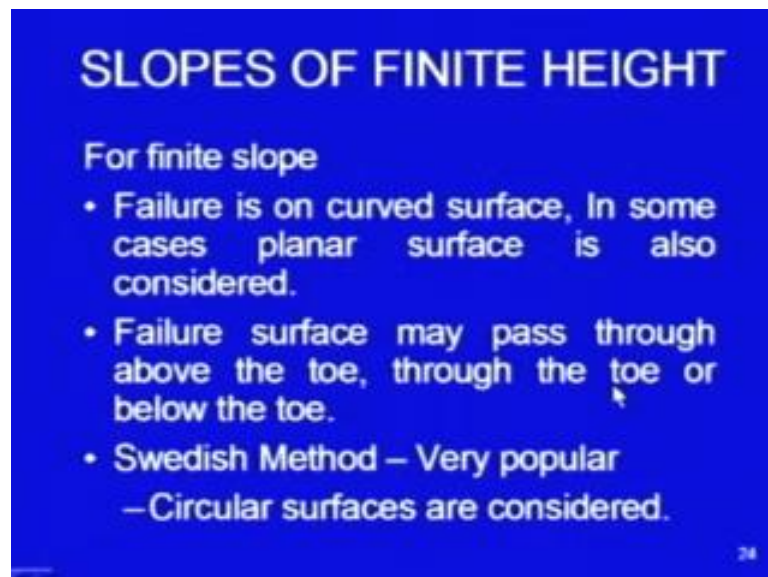 SLOPES OF FINITE HEIGHT
For finite slope
• Failure is on curved surface, In some
cases planar surface is also
considered.
• Failure surface may pass through
above the toe, through the toe or
below the toe.
• Swedish Method – Very popular
–Circular surfaces are considered.
24